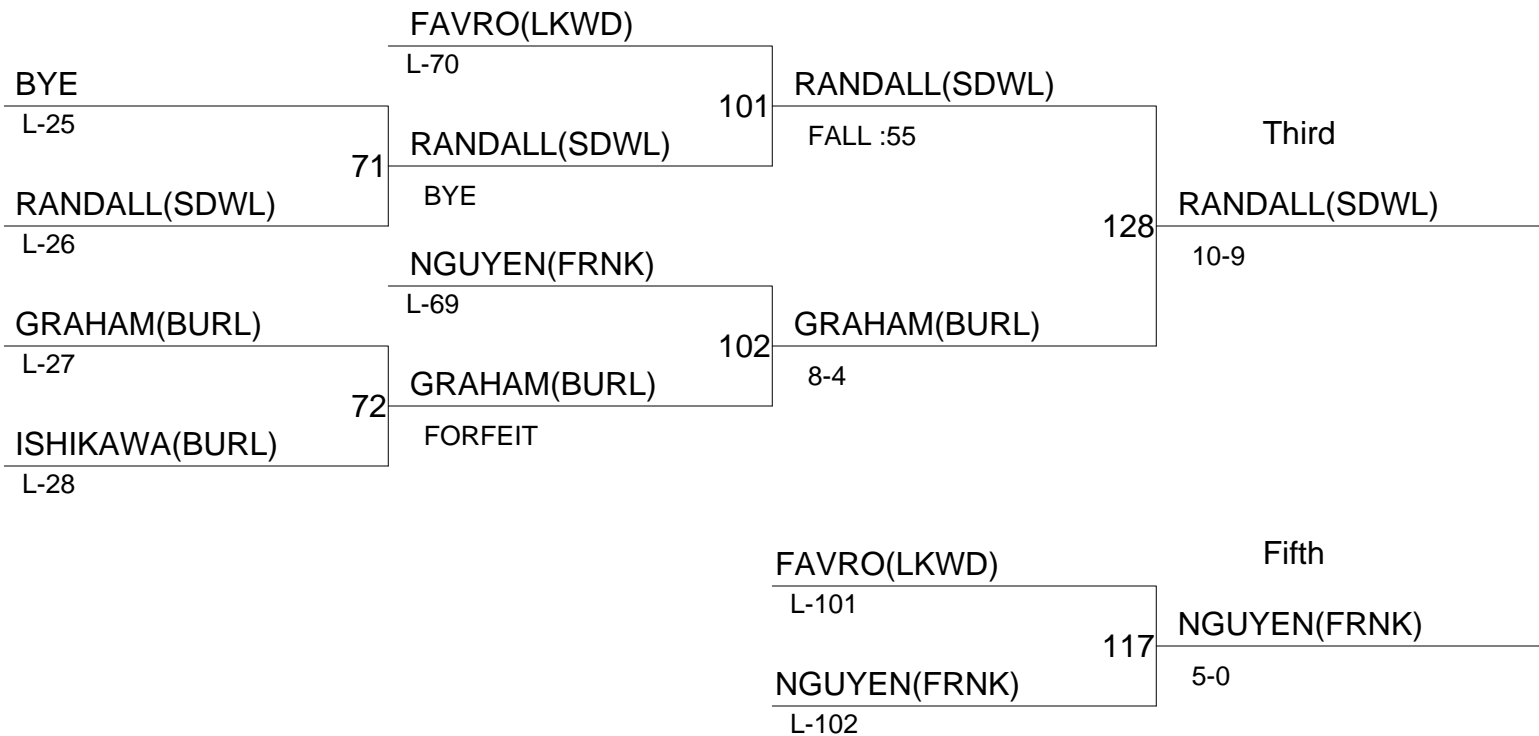 FAVRO(LKWD)
L-70
BYE
L-25
101
RANDALL(SDWL)
FALL :55
Third
71
RANDALL(SDWL)
BYE
RANDALL(SDWL)
L-26
128
RANDALL(SDWL)
10-9
NGUYEN(FRNK)
L-69
GRAHAM(BURL)
L-27
102
GRAHAM(BURL)
8-4
72
GRAHAM(BURL)
FORFEIT
ISHIKAWA(BURL)
L-28
Fifth
FAVRO(LKWD)
L-101
117
NGUYEN(FRNK)
5-0
NGUYEN(FRNK)
L-102